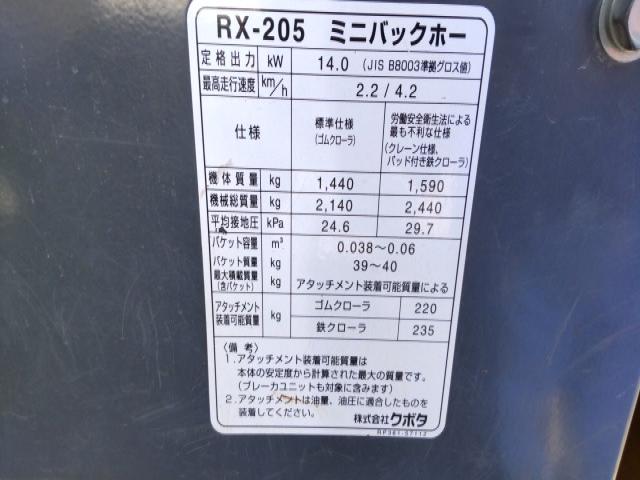 RX-205 ミニバックホー
定格出力 kW 14.0 (JIS B8003準拠グロス値)
最高走行速度 km/h 2.2 / 4.2
仕様 標準仕様 (ゴムクローラ) 労働安全衛生法による最も不利な仕様 (クレーン仕様、パッド付き鉄クローラ)
機体質量 kg 1,440 1,590
機械総質量 kg 2,140 2,440
平均接地圧 kPa 24.6 29.7
バケット容量 m³ 0.038～0.06
バケット質量 kg 39～40
最大積載質量 (含バケット) kg アタッチメント装着可能質量による
アタッチメント装着可能質量 kg ゴムクローラ 220
鉄クローラ 235
〈備考〉
1.アタッチメント装着可能質量は
本体の安定度から計算された最大の質量です。
(ブレーカユニットも対象に含みます)
2.アタッチメントは油量、油圧に適合したものを
装着してください。
株式会社クボタ